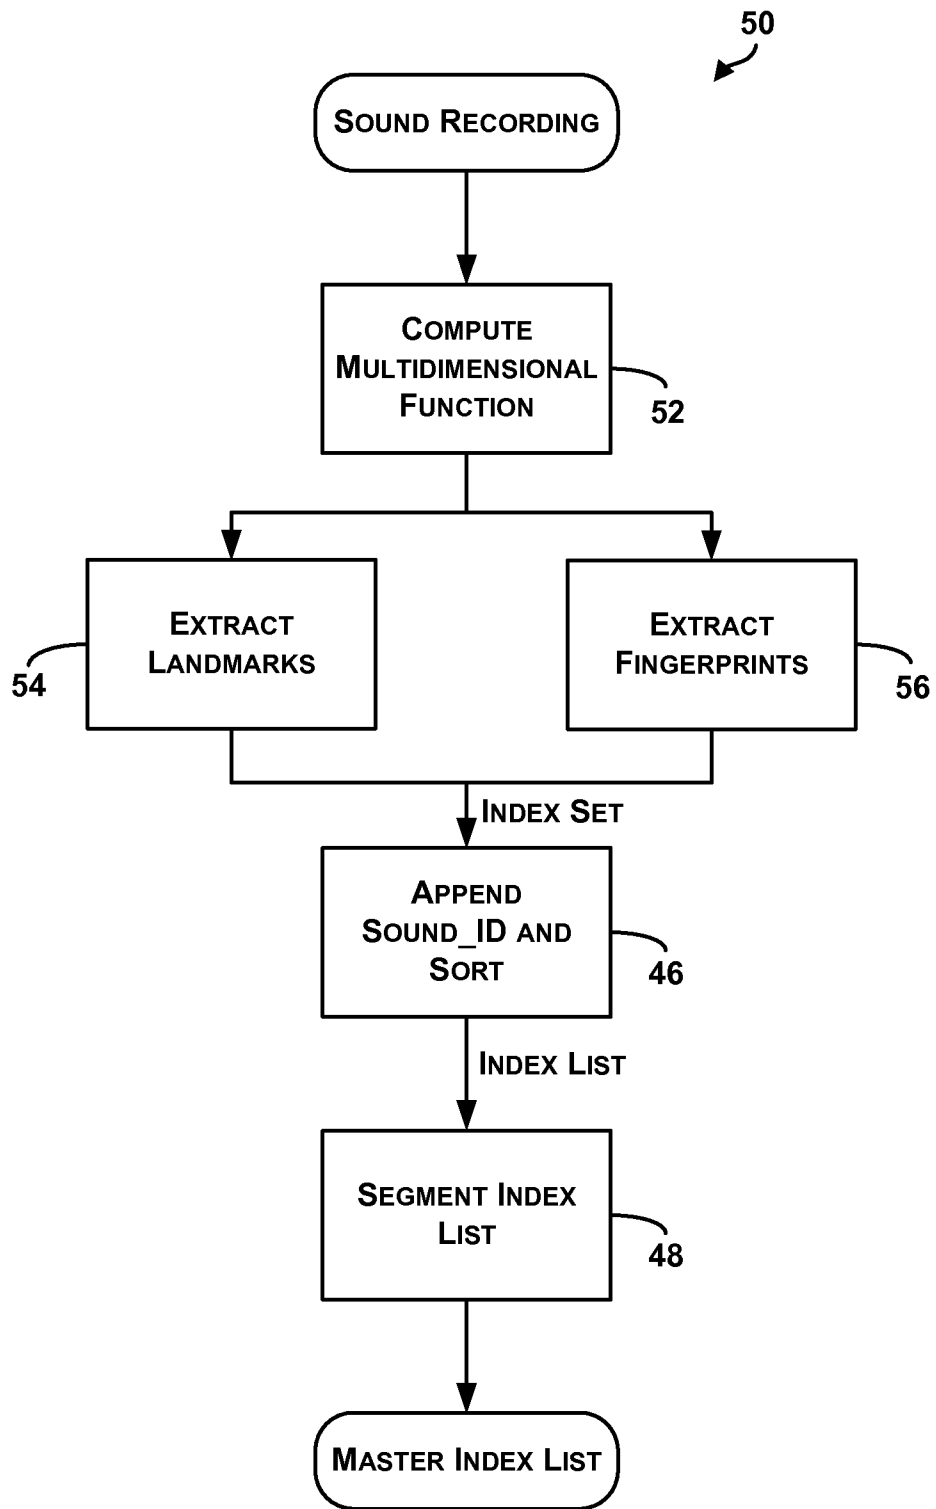 50
SOUND RECORDING
COMPUTE
MULTIDIMENSIONAL
FUNCTION
52
EXTRACT
LANDMARKS
54
EXTRACT
FINGERPRINTS
56
INDEX SET
APPEND
SOUND_ID AND
SORT
46
INDEX LIST
SEGMENT INDEX
LIST
48
MASTER INDEX LIST